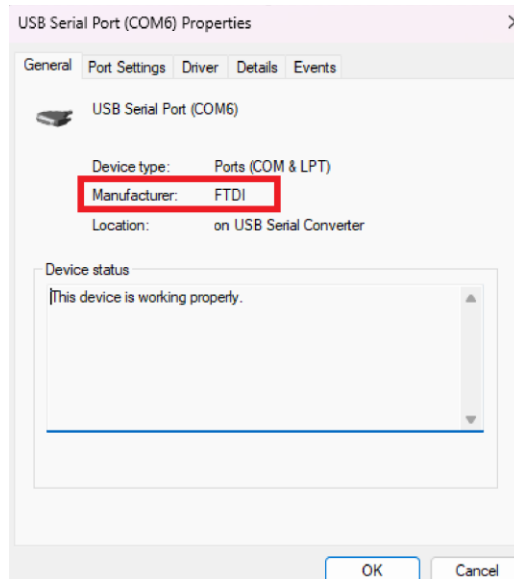 USB Serial Port (COM6) Properties
General Port Settings Driver Details Events
USB Serial Port (COM6)
Device type: Ports (COM & LPT)
Manufacturer: FTDI
Location: on USB Serial Converter
Device status
This device is working properly.
OK Cancel